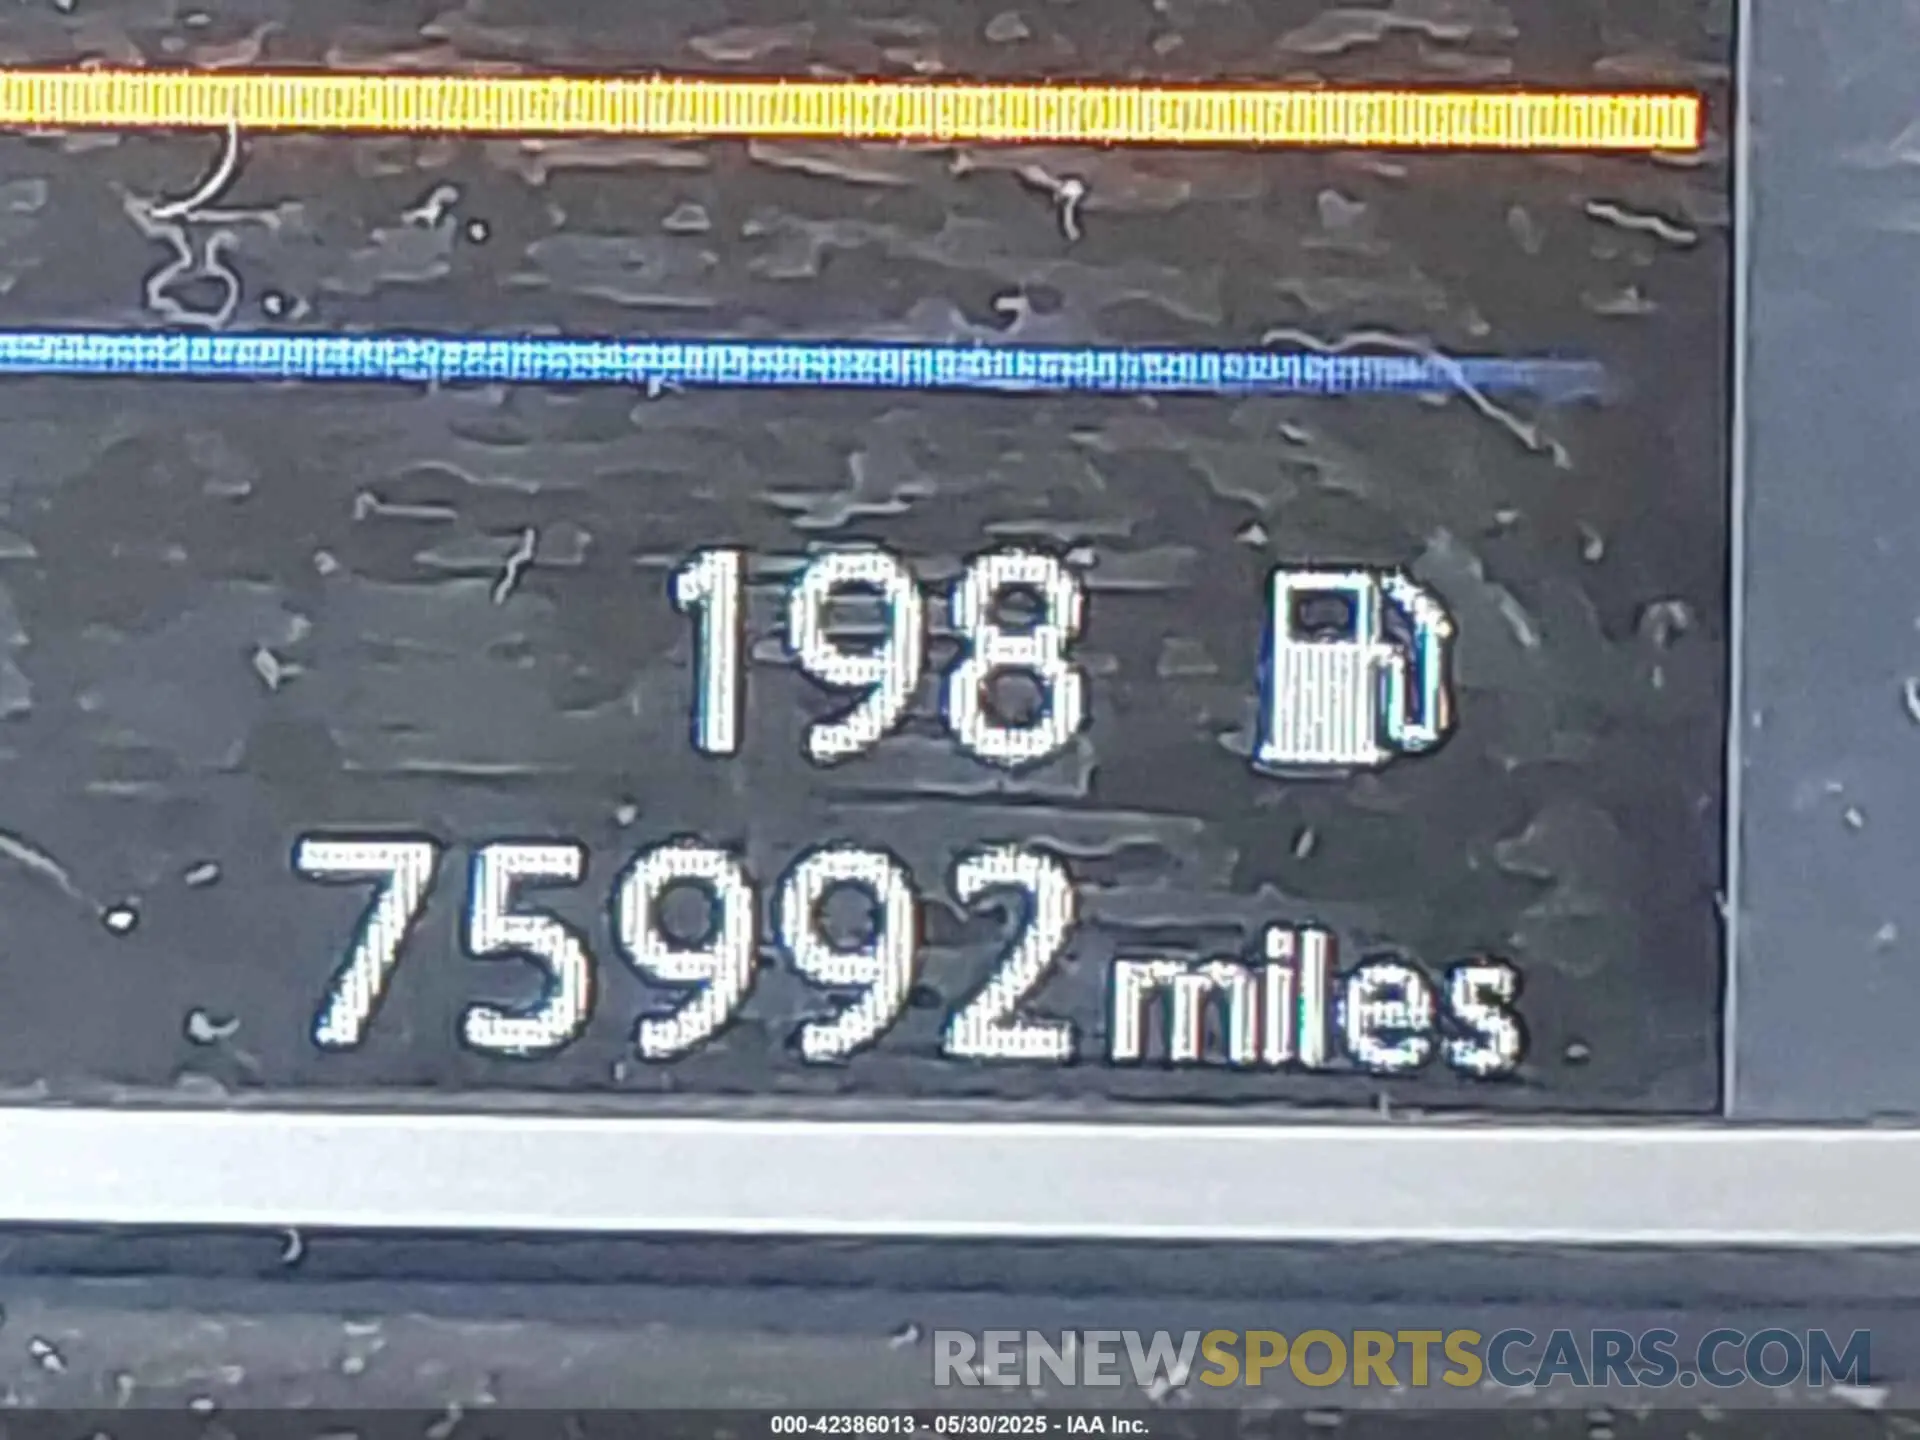 198
75992 miles
RENEWSPORTSCARS.COM
000-42386013 - 05/30/2025 - IAA Inc.